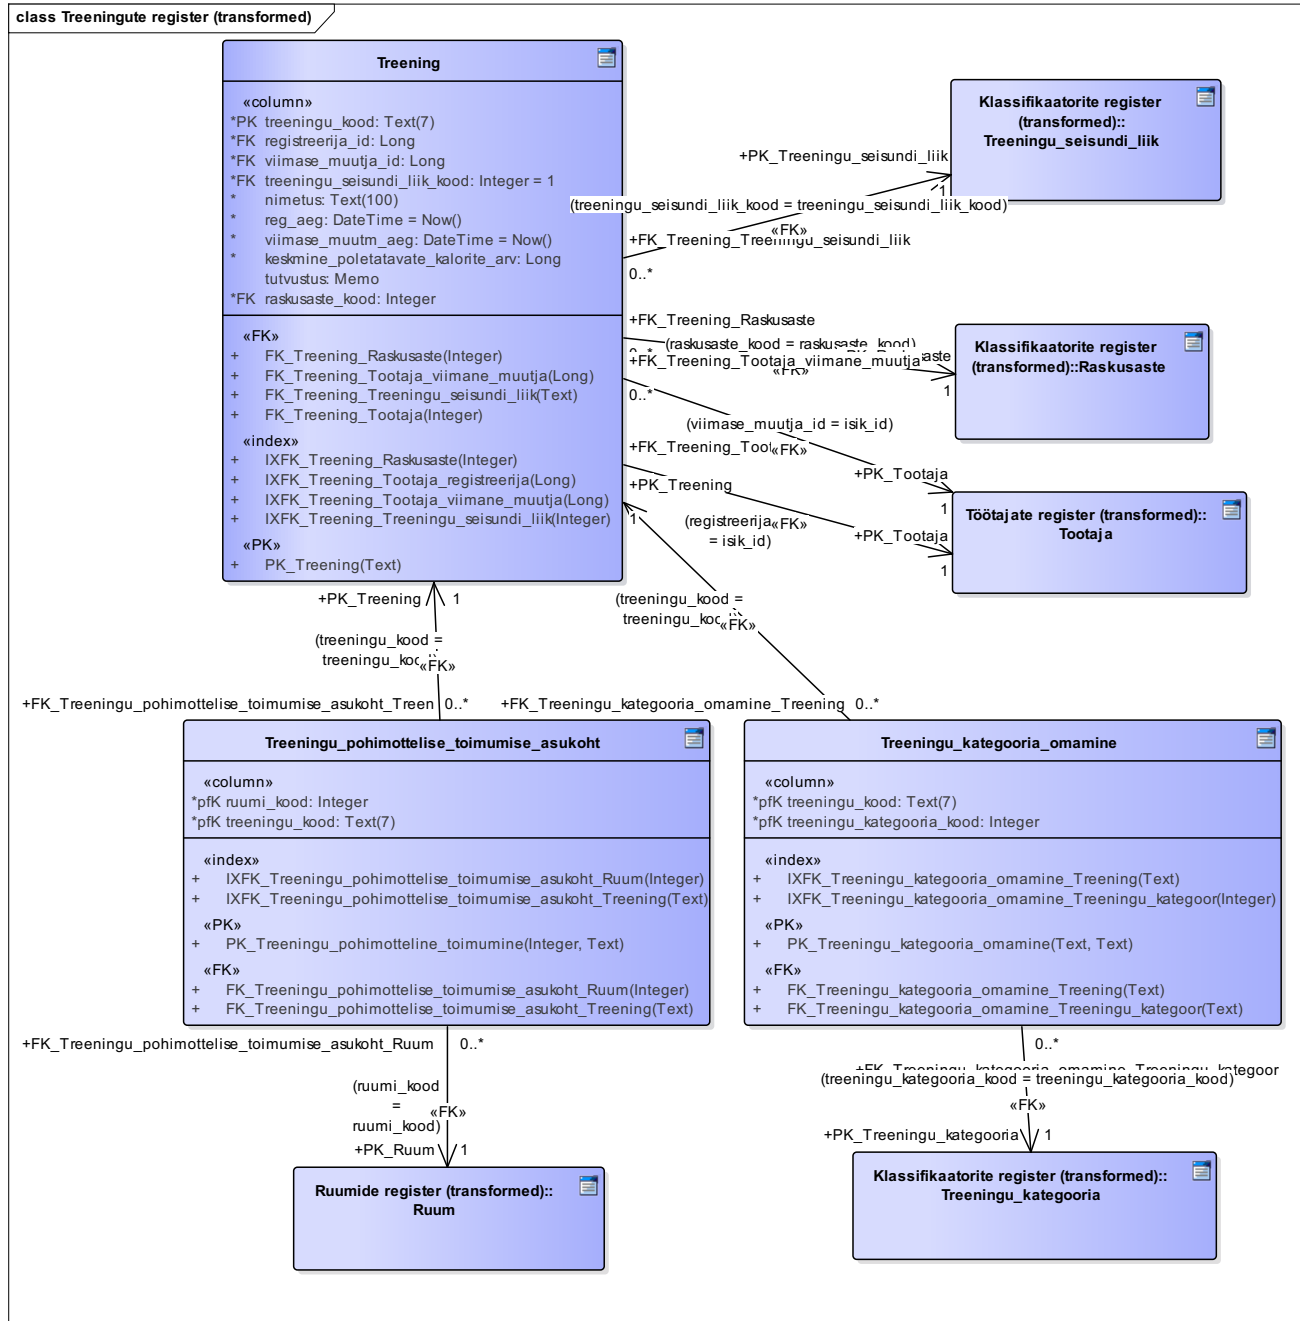 class Treeningute register (transformed)
Treening
«column»
*PK treeningu_kood: Text(7)
*FK registreerija_id: Long
*FK viimase_muutja_id: Long
*FK treeningu_seisundi_liik_kood: Integer = 1
* nimetus: Text(100)
* reg_aeg: DateTime = Now()
* viimase_muutm_aeg: DateTime = Now()
* keskmine_poletatavate_kalorite_arv: Long
tutvustus: Memo
*FK raskusaste_kood: Integer
«FK»
+ FK_Treening_Raskusaste(Integer)
+ FK_Treening_Tootaja_viimane_muutja(Long)
+ FK_Treening_Treeningu_seisundi_liik(Text)
+ FK_Treening_Tootaja(Integer)
«index»
+ IXFK_Treening_Raskusaste(Integer)
+ IXFK_Treening_Tootaja_registreerija(Long)
+ IXFK_Treening_Tootaja_viimane_muutja(Long)
+ IXFK_Treening_Treeningu_seisundi_liik(Integer)
«PK»
+ PK_Treening(Text)
Klassifikaatorite register
(transformed)::
Treeningu_seisundi_liik
+PK_Treeningu_seisundi_liik
1
(treeningu_seisundi_liik_kood = treeningu_seisundi_liik_kood)
«FK»
+FK_Treening_Treeningu_seisundi_liik
0..*
+FK_Treening_Raskusaste
(raskusaste_kood = raskusaste_kood)
Klassifikaatorite register
(transformed)::Raskusaste
+FK_Treening_Tootaja_viimane_muutja
«FK»
1
0..*
(viimase_muutja_id = isik_id)
«FK»
+PK_Tootaja
1
+PK_Treening
(registreerija
= isik_id)
«FK»
+PK_Tootaja
1
1
Töötajate register (transformed)::
Tootaja
+PK_Treening 1
(treeningu_kood =
«FK»
+FK_Treeningu_pohimottelise_toimumise_asukoht_Treen 0..*
(treeningu_kood =
«FK»
+FK_Treeningu_kategooria_omamine_Treening 0..*
Treeningu_pohimottelise_toimumise_asukoht
«column»
*pfK ruumi_kood: Integer
*pfK treeningu_kood: Text(7)
«index»
+ IXFK_Treeningu_pohimottelise_toimumise_asukoht_Ruum(Integer)
+ IXFK_Treeningu_pohimottelise_toimumise_asukoht_Treening(Text)
«PK»
+ PK_Treeningu_pohimotteline_toimumine(Integer, Text)
«FK»
+ FK_Treeningu_pohimottelise_toimumise_asukoht_Ruum(Integer)
+ FK_Treeningu_pohimottelise_toimumise_asukoht_Treening(Text)
Treeningu_kategooria_omamine
«column»
*pfK treeningu_kood: Text(7)
*pfK treeningu_kategooria_kood: Integer
«index»
+ IXFK_Treeningu_kategooria_omamine_Treening(Text)
+ IXFK_Treeningu_kategooria_omamine_Treeningu_kategoor(Integer)
«PK»
+ PK_Treeningu_kategooria_omamine(Text, Text)
«FK»
+ FK_Treeningu_kategooria_omamine_Treening(Text)
+ FK_Treeningu_kategooria_omamine_Treeningu_kategoor(Text)
+FK_Treeningu_pohimottelise_toimumise_asukoht_Ruum 0..*
(ruumi_kood
=
ruumi_kood)
«FK»
+PK_Ruum 1
Ruumide register (transformed)::
Ruum
0..*
+FK_Treeningu_kategooria_omamine_Treeningu_kategoor
(treeningu_kategooria_kood = treeningu_kategooria_kood)
«FK»
+PK_Treeningu_kategooria 1
Klassifikaatorite register (transformed)::
Treeningu_kategooria